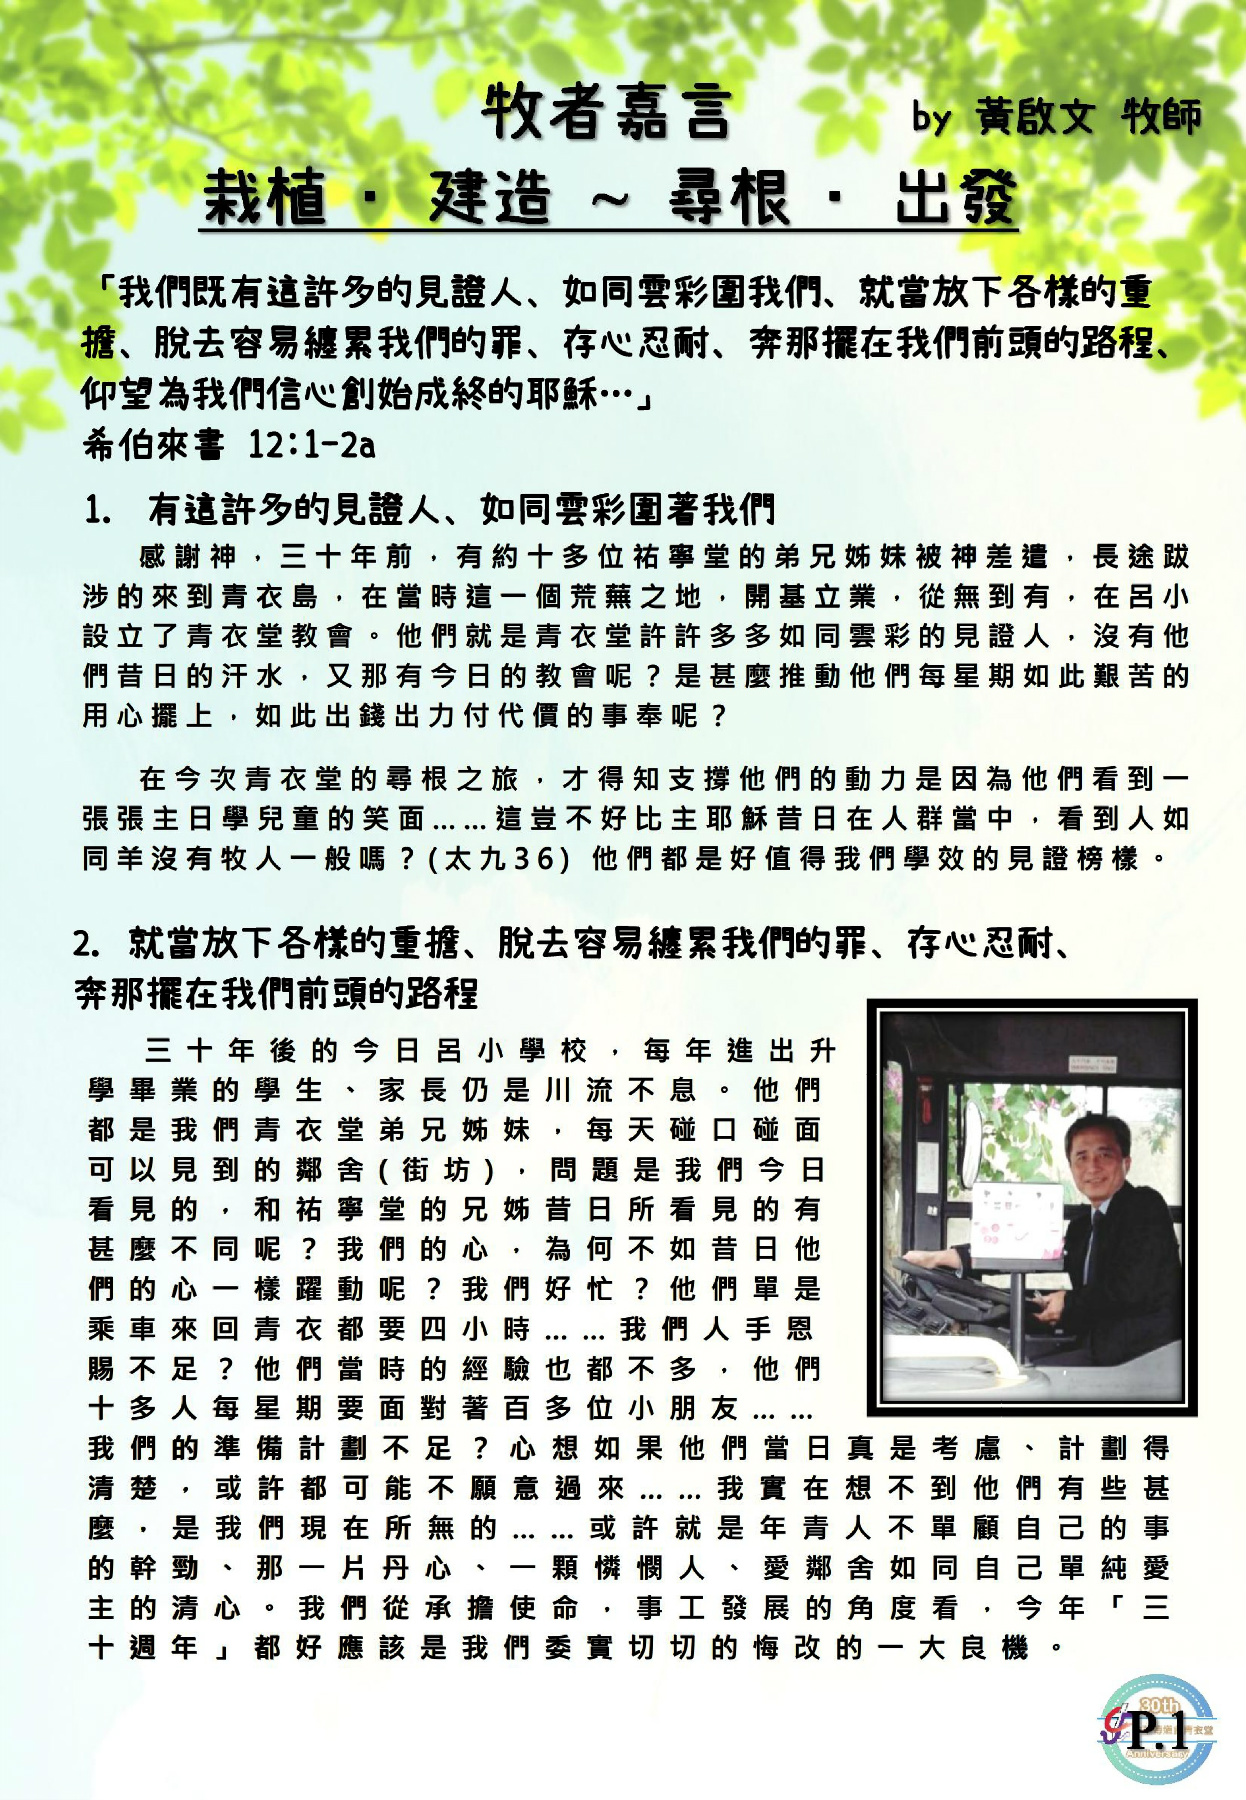 牧者嘉言
by 黃啟文 牧師
栽植· 建造 ~ 尋根· 出發
「我們既有這許多的見證人、如同雲彩圍我們、就當放下各樣的重
擔、脫去容易纏累我們的罪、存心忍耐、奔那擺在我們前頭的路程、
仰望為我們信心創始成終的耶穌…」
希伯來書 12:1-2a
1. 有這許多的見證人、如同雲彩圍著我們
感謝神，三十年前，有約十多位祐寧堂的弟兄姊妹被神差遣，長途跋
涉的來到青衣島，在當時這一個荒蕪之地，開基立業，從無到有，在呂小
設立了青衣堂教會。他們就是青衣堂許許多多如同雲彩的見證人，沒有他
們昔日的汗水，又那有今日的教會呢？是甚麼推動他們每星期如此艱苦的
用心擺上，如此出錢出力付代價的事奉呢？
在今次青衣堂的尋根之旅，才得知支撐他們的動力是因為他們看到一
張張主日學兒童的笑面……這豈不好比主耶穌昔日在人群當中，看到人如
同羊沒有牧人一般嗎？(太九36) 他們都是好值得我們學效的見證榜樣。
2. 就當放下各樣的重擔、脫去容易纏累我們的罪、存心忍耐、
奔那擺在我們前頭的路程
三十年後的今日呂小學校，每年進出升
學畢業的學生、家長仍是川流不息。他們
都是我們青衣堂弟兄姊妹，每天碰口碰面
可以見到的鄰舍(街坊)，問題是我們今日
看見的，和祐寧堂的兄姊昔日所看見的有
甚麼不同呢？我們的心，為何不如昔日他
們的心一樣躍動呢？我們好忙？他們單是
乘車來回青衣都要四小時……我們人手恩
賜不足？他們當時的經驗也都不多，他們
十多人每星期要面對著百多位小朋友……
我們的準備計劃不足？心想如果他們當日真是考慮、計劃得
清楚，或許都可能不願意過來……我實在想不到他們有些甚
麼，是我們現在所無的……或許就是年青人不單顧自己的事
的幹勁、那一片丹心、一顆憐憫人、愛鄰舍如同自己單純愛
主的清心。我們從承擔使命，事工發展的角度看，今年「三
十週年」都好應該是我們委實切切的悔改的一大良機。
30th
P.1
Anniversary